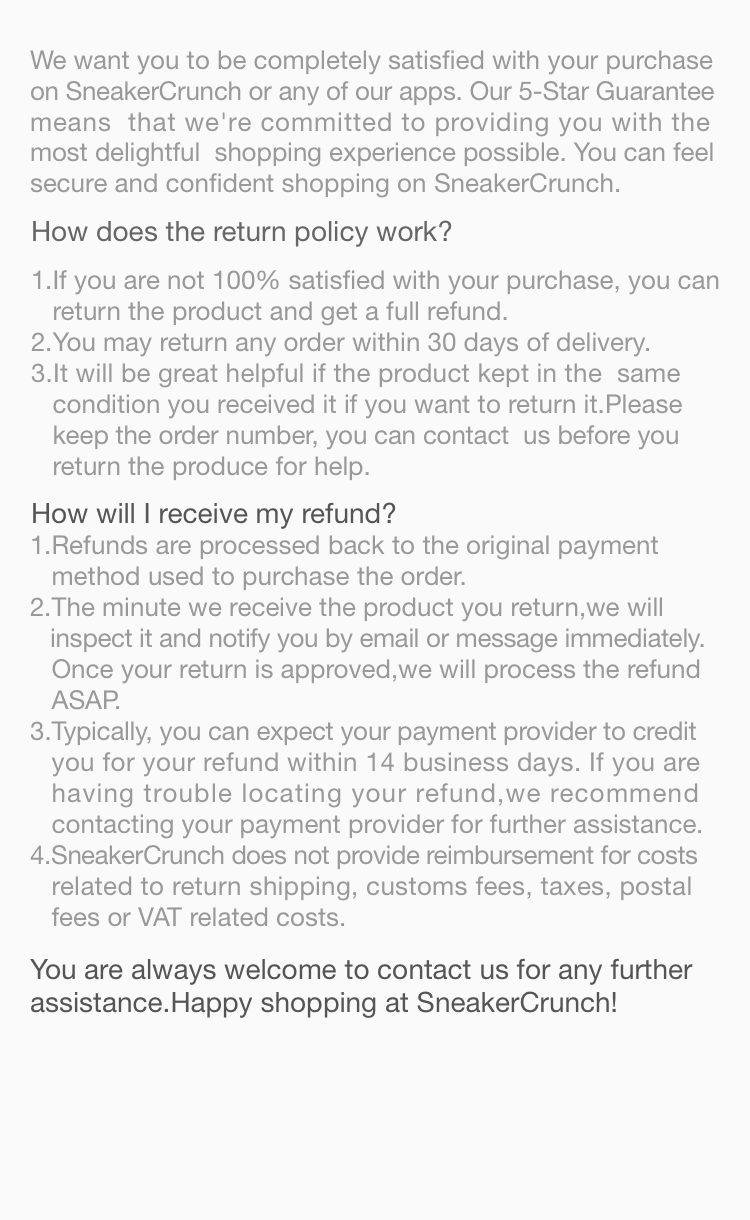 We want you to be completely satisfied with your purchase
on SneakerCrunch or any of our apps. Our 5-Star Guarantee
means  that we're committed to providing you with the
most delightful  shopping experience possible. You can feel
secure and confident shopping on SneakerCrunch.
How does the return policy work?
1.If you are not 100% satisfied with your purchase, you can
return the product and get a full refund.
2.You may return any order within 30 days of delivery.
3.It will be great helpful if the product kept in the  same
condition you received it if you want to return it.Please
keep the order number, you can contact  us before you
return the produce for help.
How will I receive my refund?
1.Refunds are processed back to the original payment
method used to purchase the order.
2.The minute we receive the product you return,we will
inspect it and notify you by email or message immediately.
Once your return is approved,we will process the refund
ASAP.
3.Typically, you can expect your payment provider to credit
you for your refund within 14 business days. If you are
having trouble locating your refund,we recommend
contacting your payment provider for further assistance.
4.SneakerCrunch does not provide reimbursement for costs
related to return shipping, customs fees, taxes, postal
fees or VAT related costs.
You are always welcome to contact us for any further
assistance.Happy shopping at SneakerCrunch!